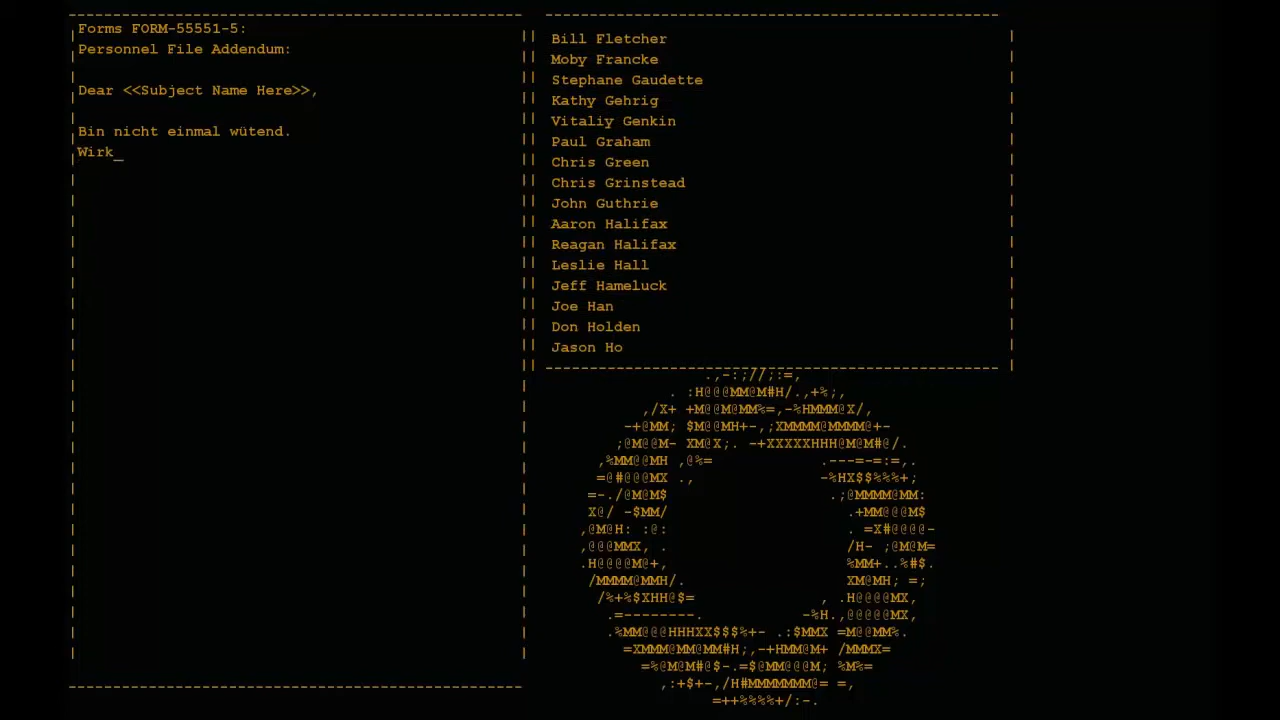 Forms FORM-55551-5:
Personnel File Addendum:
Dear <<Subject Name Here>>,
Bin nicht einmal wütend.
Wirk_
Bill Fletcher
Moby Francke
Stephane Gaudette
Kathy Gehrig
Vitaliy Genkin
Paul Graham
Chris Green
Chris Grinstead
John Guthrie
Aaron Halifax
Reagan Halifax
Leslie Hall
Jeff Hameluck
Joe Han
Don Holden
Jason Ho